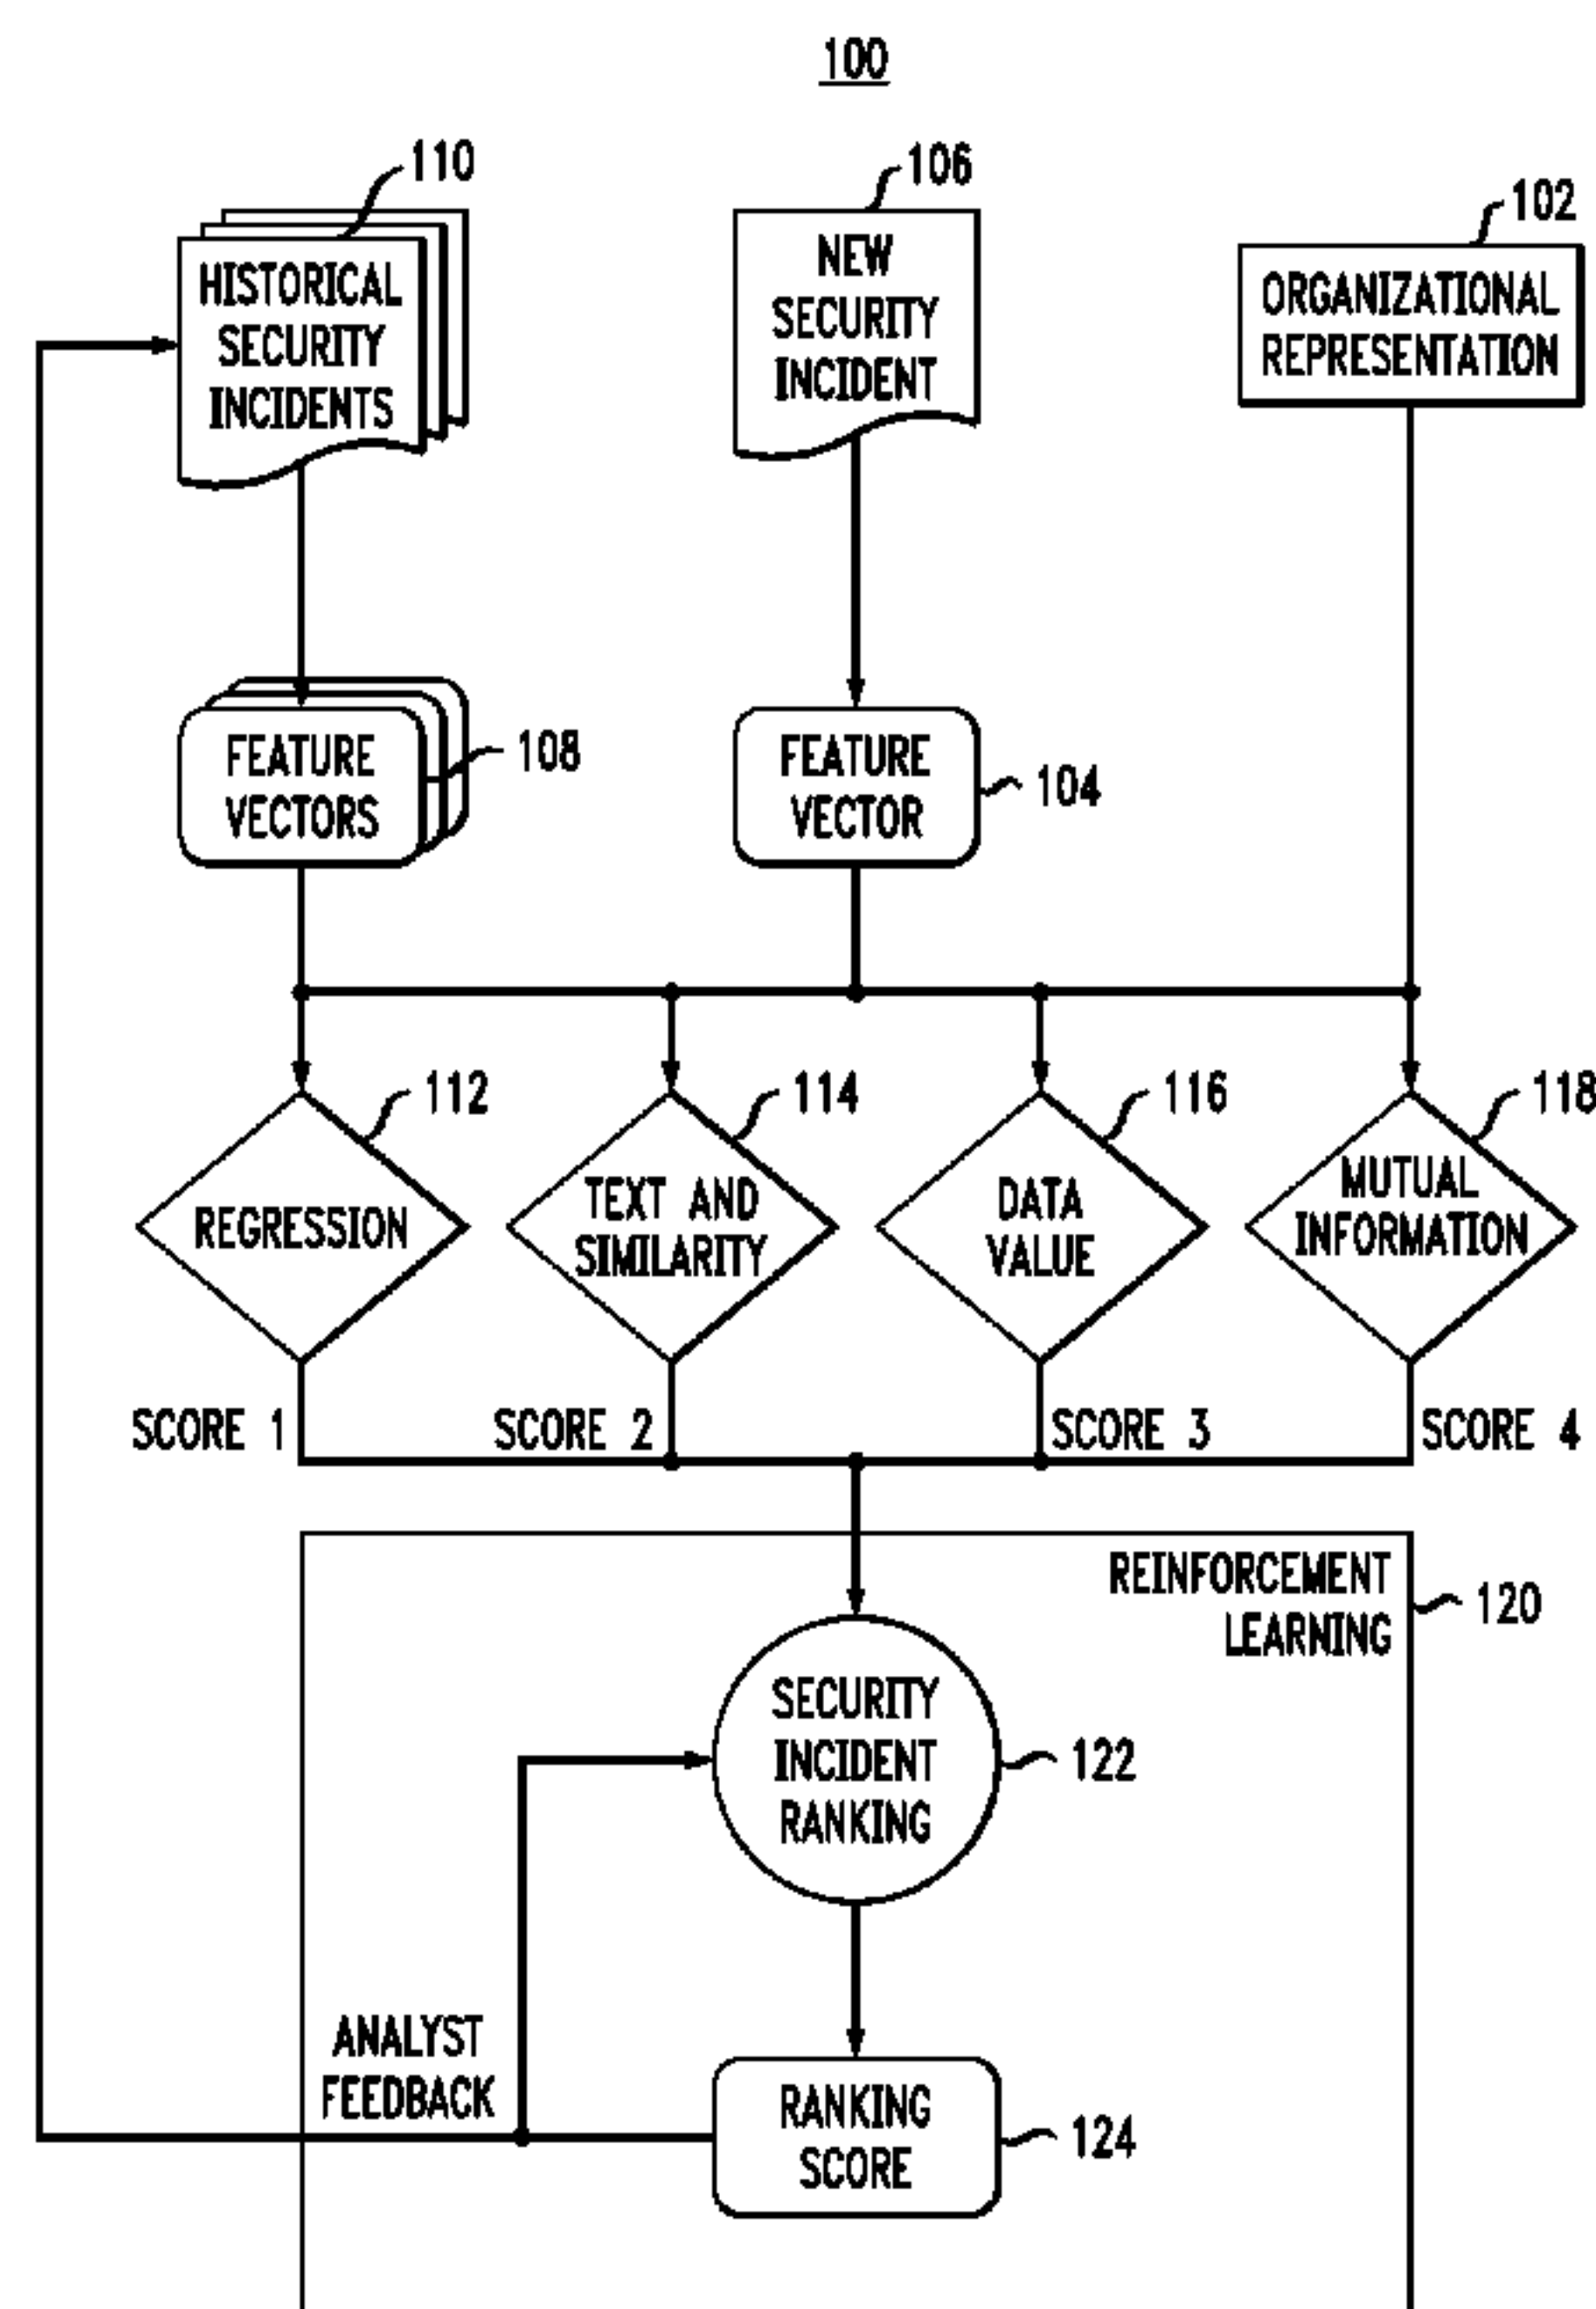 100
110
106
102
HISTORICAL
SECURITY
INCIDENTS
NEW
SECURITY
INCIDENT
ORGANIZATIONAL
REPRESENTATION
FEATURE
VECTORS
108
FEATURE
VECTOR
104
112
114
116
118
REGRESSION
TEXT AND
SIMILARITY
DATA
VALUE
MUTUAL
INFORMATION
SCORE 1
SCORE 2
SCORE 3
SCORE 4
REINFORCEMENT
LEARNING
120
SECURITY
INCIDENT
RANKING
122
ANALYST
FEEDBACK
RANKING
SCORE
124